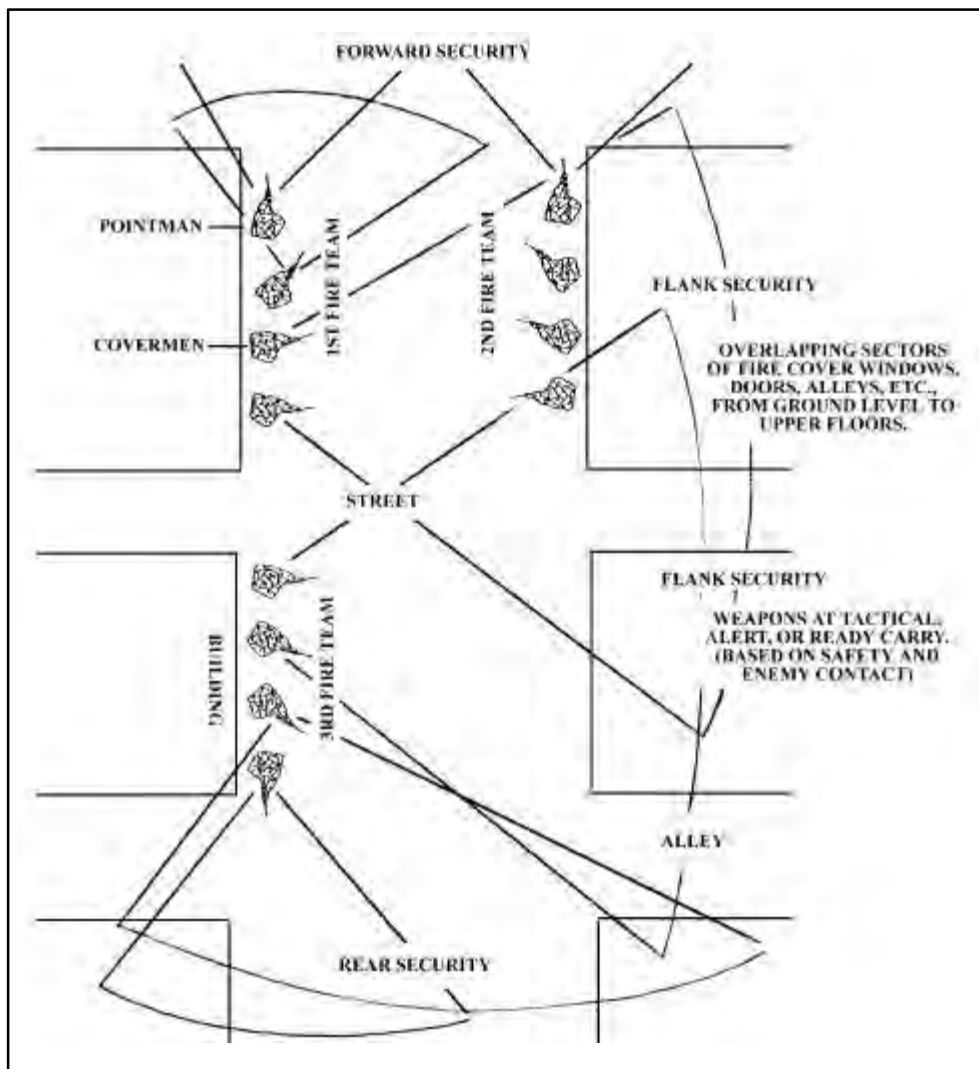 FORWARD SECURITY
POINTMAN
1ST FIRE TEAM
2ND FIRE TEAM
FLANK SECURITY
COVERMEN
OVERLAPPING SECTORS
OF FIRE COVER WINDOWS,
DOORS, ALLEYS, ETC.,
FROM GROUND LEVEL TO
UPPER FLOORS.
STREET
FLANK SECURITY
BUILDING
3RD FIRE TEAM
WEAPONS AT TACTICAL,
ALERT, OR READY CARRY.
(BASED ON SAFETY AND
ENEMY CONTACT)
ALLEY
REAR SECURITY